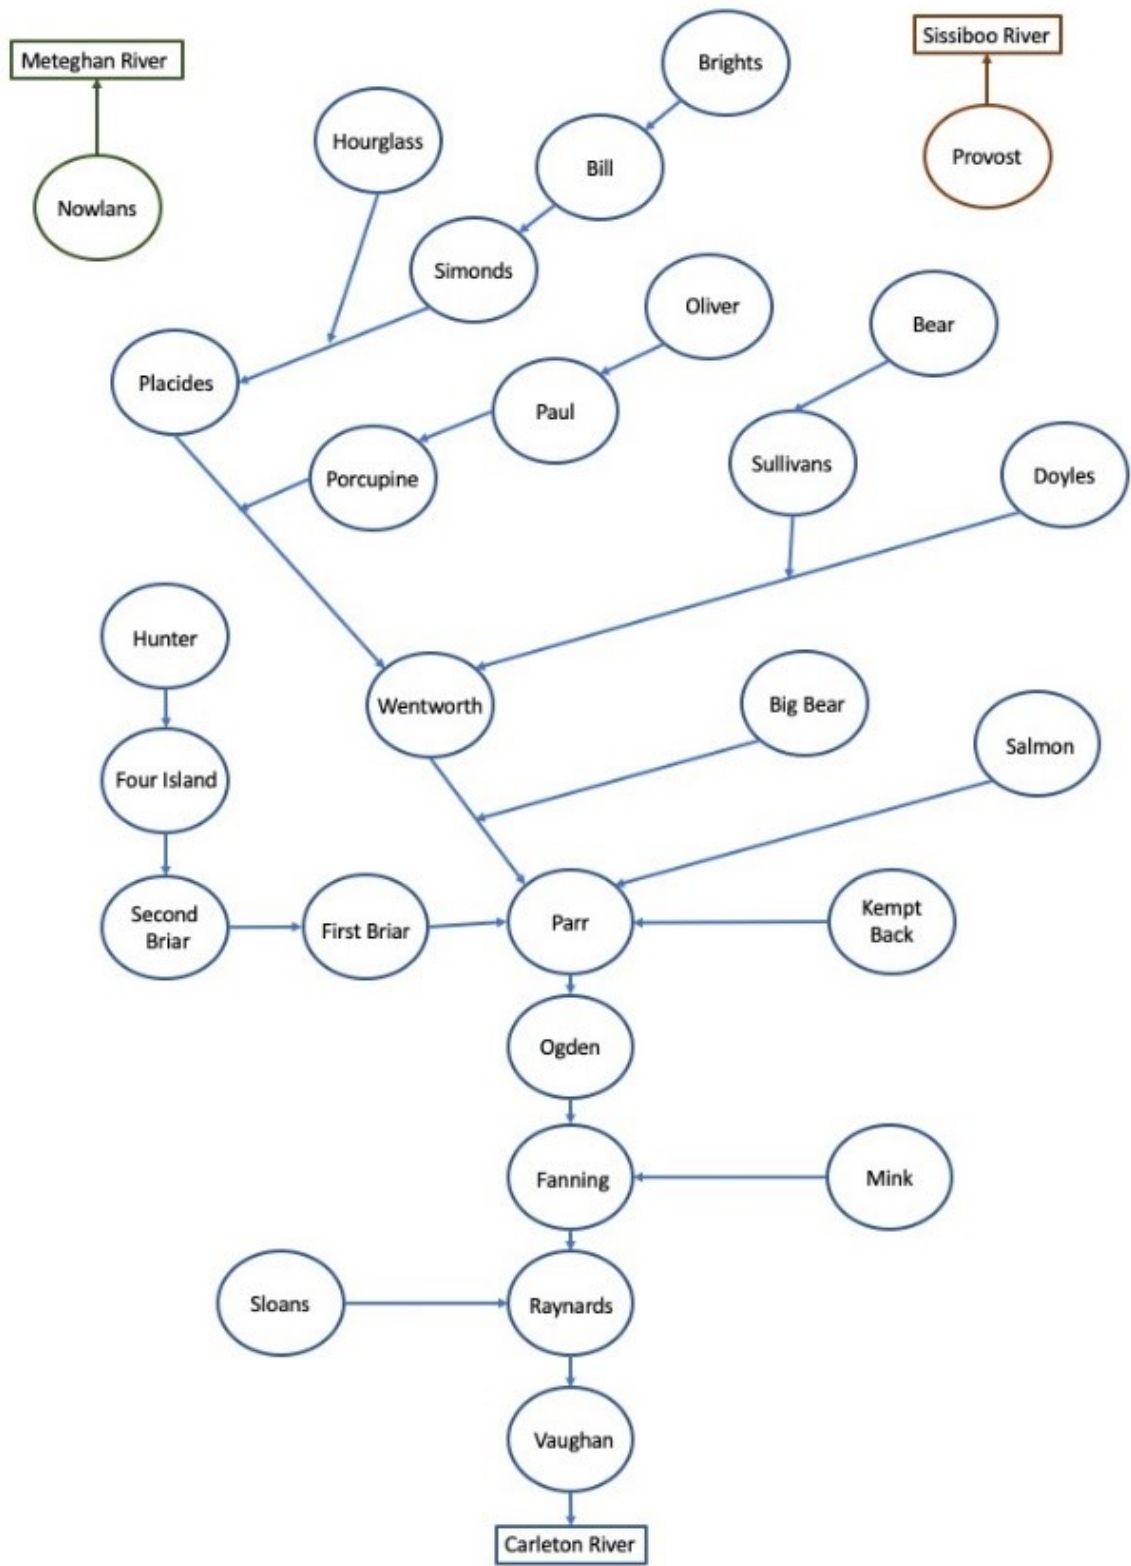 Meteghan River
Sissiboo River
Brights
Hourglass
Provost
Bill
Nowlans
Simonds
Oliver
Bear
Placides
Paul
Sullivans
Doyles
Porcupine
Hunter
Wentworth
Big Bear
Salmon
Four Island
Second
Briar
First Briar
Parr
Kempt
Back
Ogden
Fanning
Mink
Sloans
Raynards
Vaughan
Carleton River